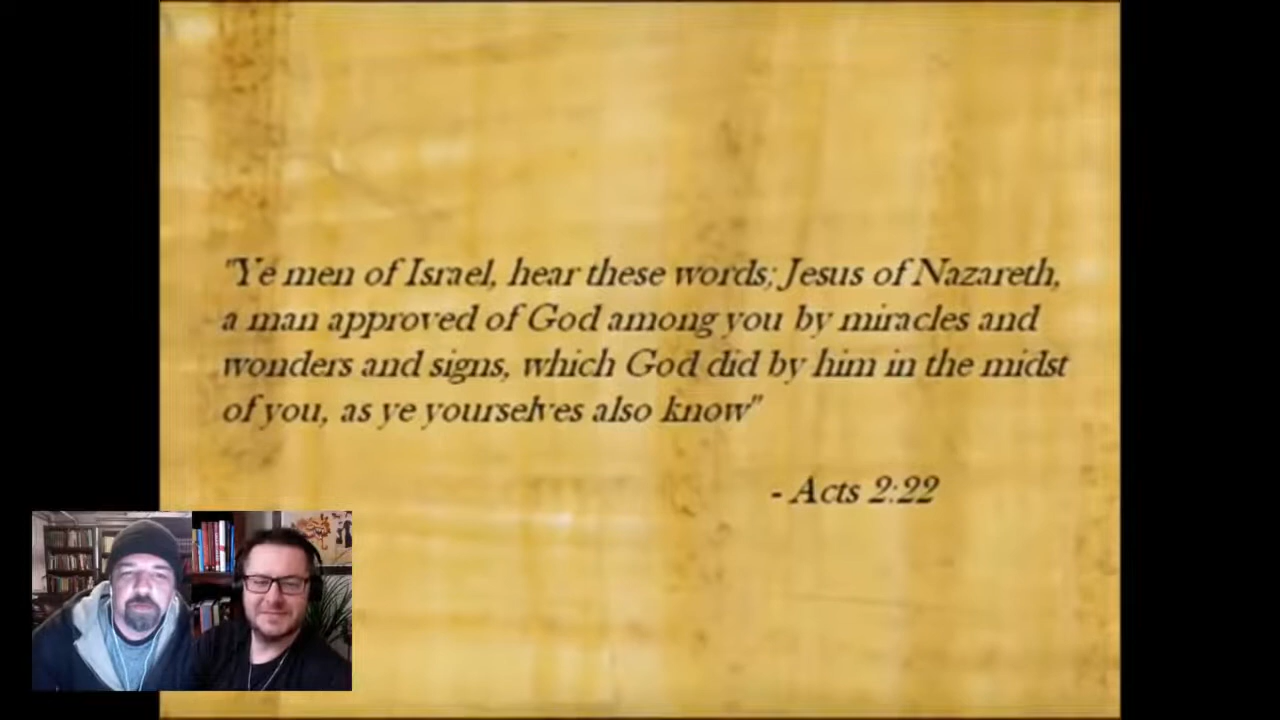 "Ye men of Israel, hear these words; Jesus of Nazareth,
a man approved of God among you by miracles and
wonders and signs, which God did by him in the midst
of you, as ye yourselves also know"
- Acts 2:22